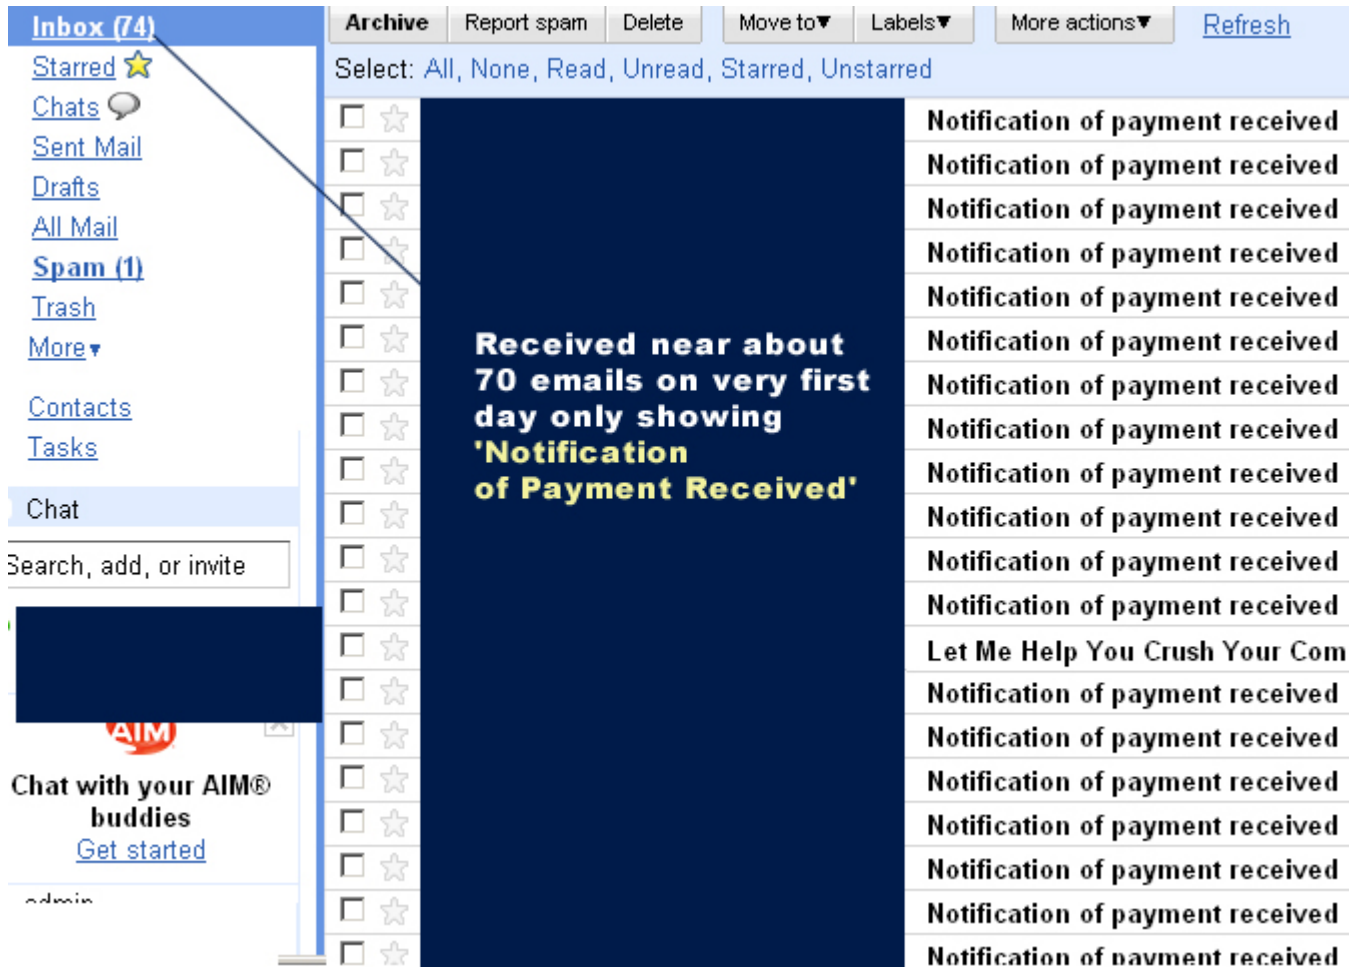 Inbox (74)
Starred
Chats
Sent Mail
Drafts
All Mail
Spam (1)
Trash
More▾
Contacts
Tasks
Chat
Search, add, or invite
AIM
Chat with your AIM®
buddies
Get started
Archive Report spam Delete Move to▼ Labels▼ More actions▼ Refresh
Select: All, None, Read, Unread, Starred, Unstarred
Received near about
70 emails on very first
day only showing
'Notification
of Payment Received'
Notification of payment received
Notification of payment received
Notification of payment received
Notification of payment received
Notification of payment received
Notification of payment received
Notification of payment received
Notification of payment received
Notification of payment received
Notification of payment received
Notification of payment received
Notification of payment received
Let Me Help You Crush Your Com
Notification of payment received
Notification of payment received
Notification of payment received
Notification of payment received
Notification of payment received
Notification of payment received
Notification of payment received